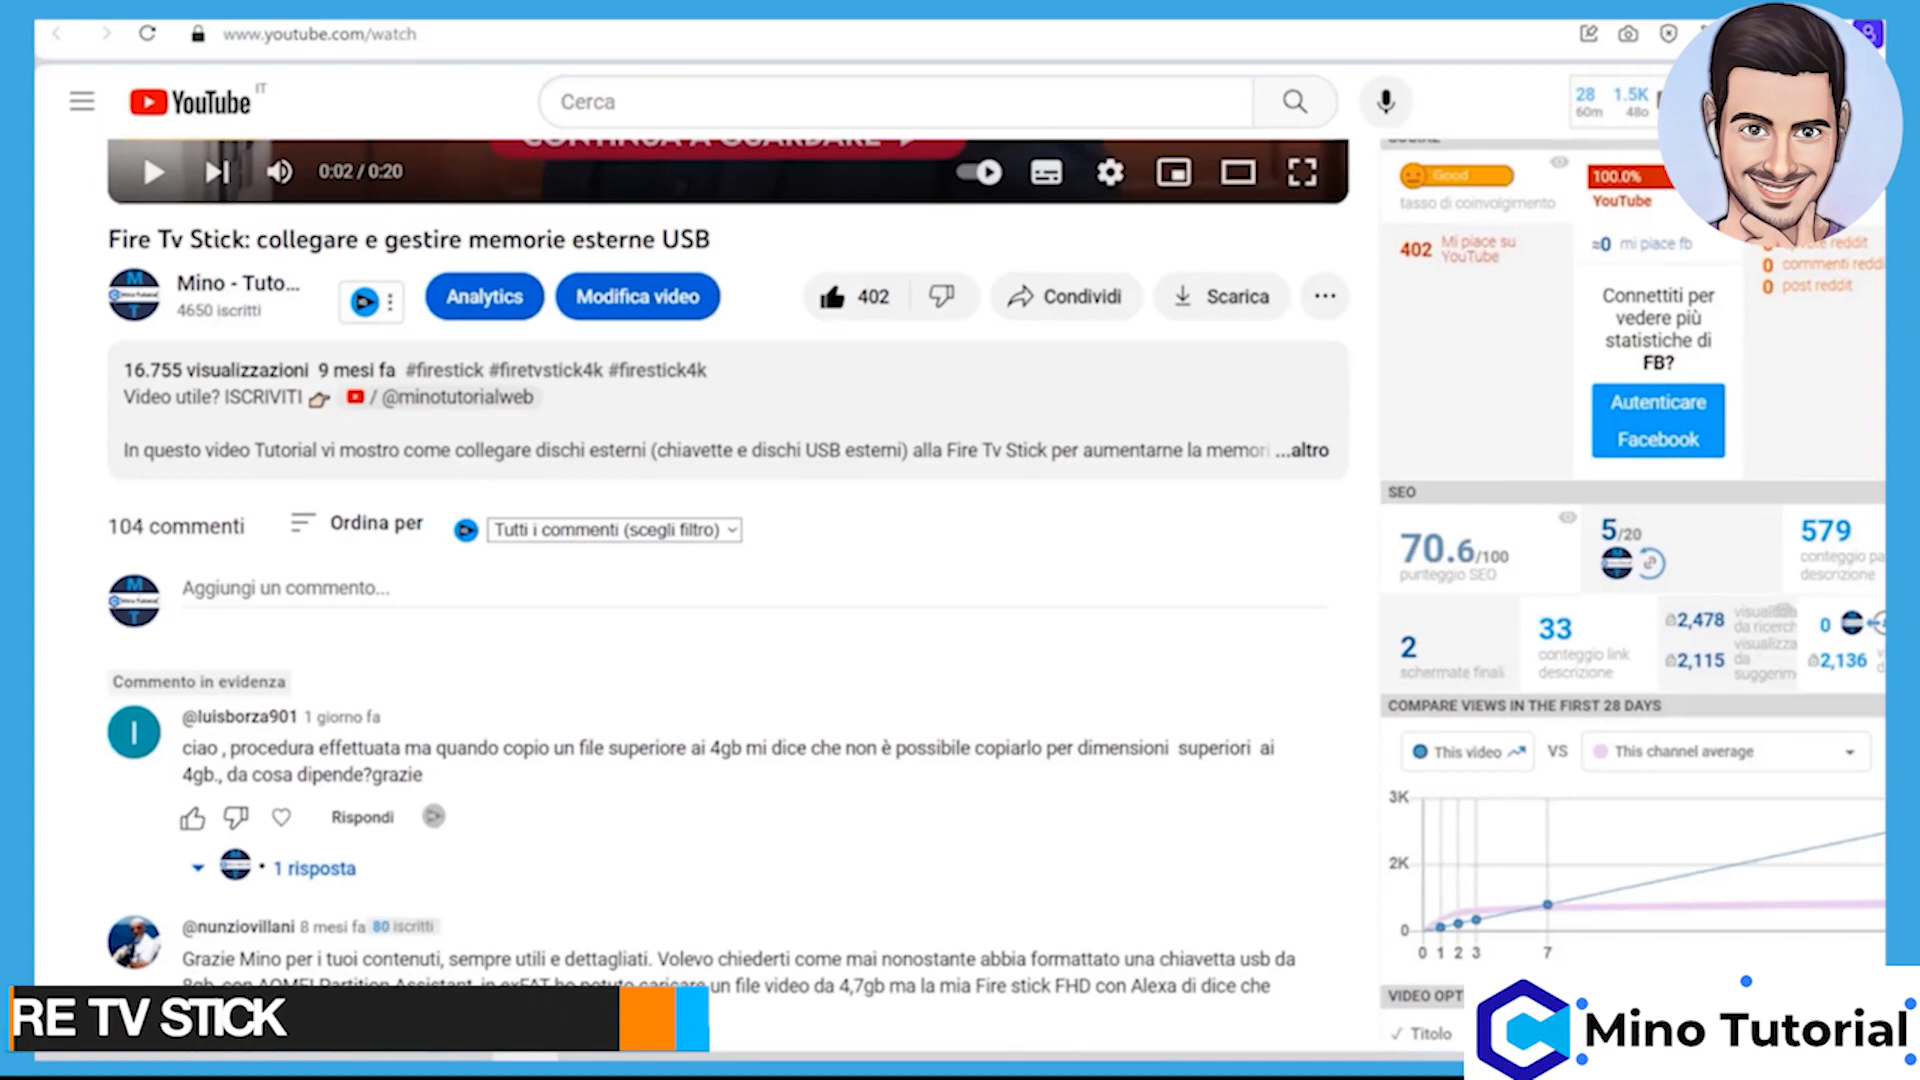 www.youtube.com/watch
YouTube IT
Cerca
28 1.5K
60m 48o
0:02 / 0:20
Good
tasso di coinvolgimento
100.0%
YouTube
402 Mi piace su YouTube
≈0 mi piace fb
0 commenti reddi
0 post reddit
Connettiti per
vedere più
statistiche di
FB?
Autenticare
Facebook
Fire Tv Stick: collegare e gestire memorie esterne USB
Mino - Tuto...
4650 iscritti
Analytics
Modifica video
402
Condividi
Scarica
16.755 visualizzazioni 9 mesi fa #firestick #firetvstick4k #firestick4k
Video utile? ISCRIVITI 👉 / @minotutorialweb
In questo video Tutorial vi mostro come collegare dischi esterni (chiavette e dischi USB esterni) alla Fire Tv Stick per aumentarne la memori ...altro
104 commenti
Ordina per
Tutti i commenti (scegli filtro)
Aggiungi un commento...
Commento in evidenza
@luisborza901 1 giorno fa
ciao , procedura effettuata ma quando copio un file superiore ai 4gb mi dice che non è possibile copiarlo per dimensioni superiori ai
4gb., da cosa dipende?grazie
Rispondi
1 risposta
@nunziovillani 8 mesi fa 80 iscritti
Grazie Mino per i tuoi contenuti, sempre utili e dettagliati. Volevo chiederti come mai nonostante abbia formattato una chiavetta usb da
un file video da 4,7gb ma la mia Fire stick FHD con Alexa di dice che
SEO
70.6/100
punteggio SEO
5/20
579
conteggio pa
descrizione
2
schermate finali
33
conteggio link
descrizione
2,478
2,115
0
2,136
COMPARE VIEWS IN THE FIRST 28 DAYS
This video VS This channel average
3K
2K
0
0 1 2 3 7
VIDEO OPT
✓ Titolo
RE TV STICK
Mino Tutorial